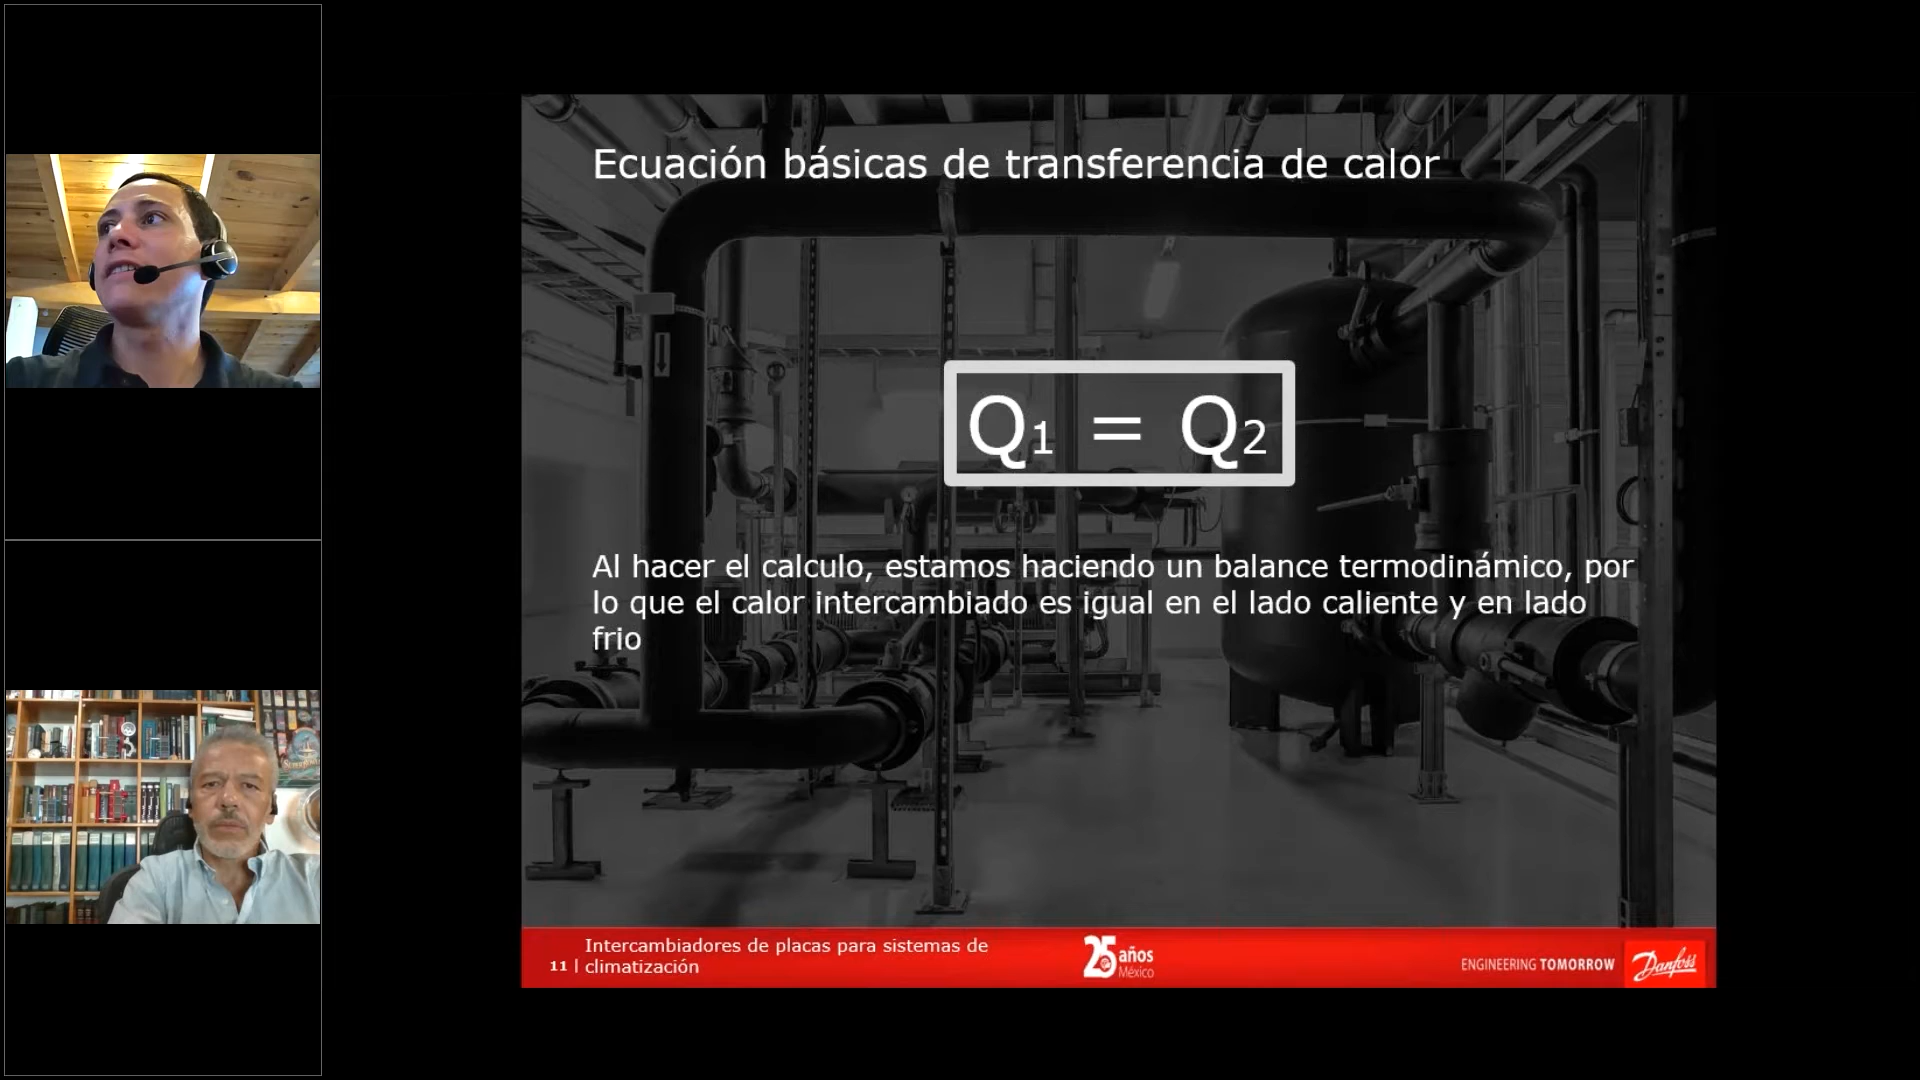 Ecuación básicas de transferencia de calor
Q1 = Q2
Al hacer el calculo, estamos haciendo un balance termodinámico, por
lo que el calor intercambiado es igual en el lado caliente y en lado
frio
Intercambiadores de placas para sistemas de
11 | climatización
25 años
México
ENGINEERING TOMORROW
Danfoss